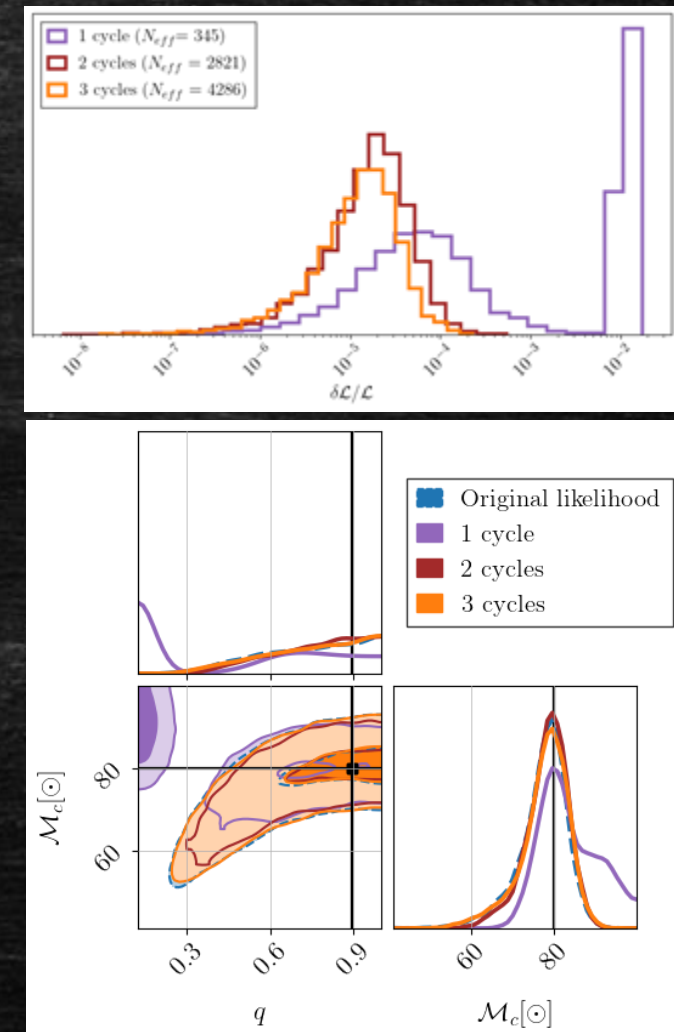 1 cycle (N_eff= 345)
2 cycles (N_eff = 2821)
3 cycles (N_eff = 4286)
10⁻⁸ 10⁻⁷ 10⁻⁶ 10⁻⁵ 10⁻⁴ 10⁻³ 10⁻²
δℒ/ℒ
Original likelihood
1 cycle
2 cycles
3 cycles
80
60
ℳ_c[⊙]
0.3 0.6 0.9
60 80
q
ℳ_c[⊙]